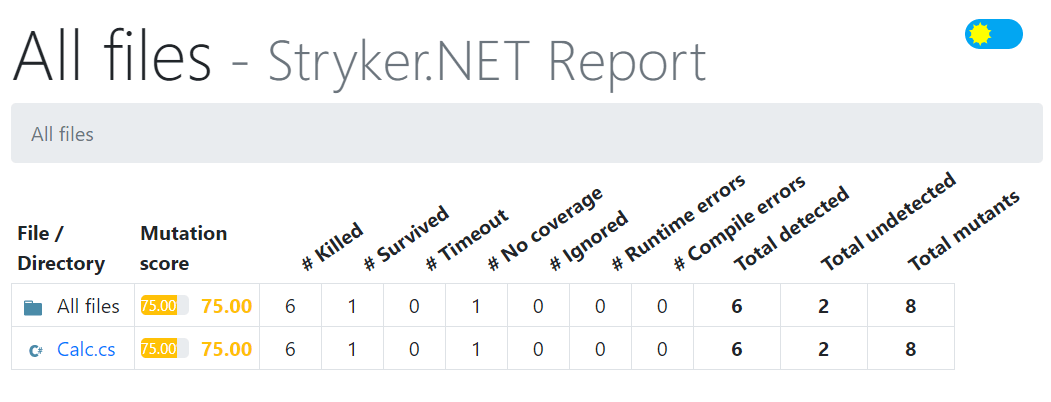 All files - Stryker.NET Report
All files
File / Directory Mutation score # Killed # Survived # Timeout # No coverage # Ignored # Runtime errors # Compile errors Total detected Total undetected Total mutants
All files 75.00 75.00 6 1 0 1 0 0 0 6 2 8
C# Calc.cs 75.00 75.00 6 1 0 1 0 0 0 6 2 8